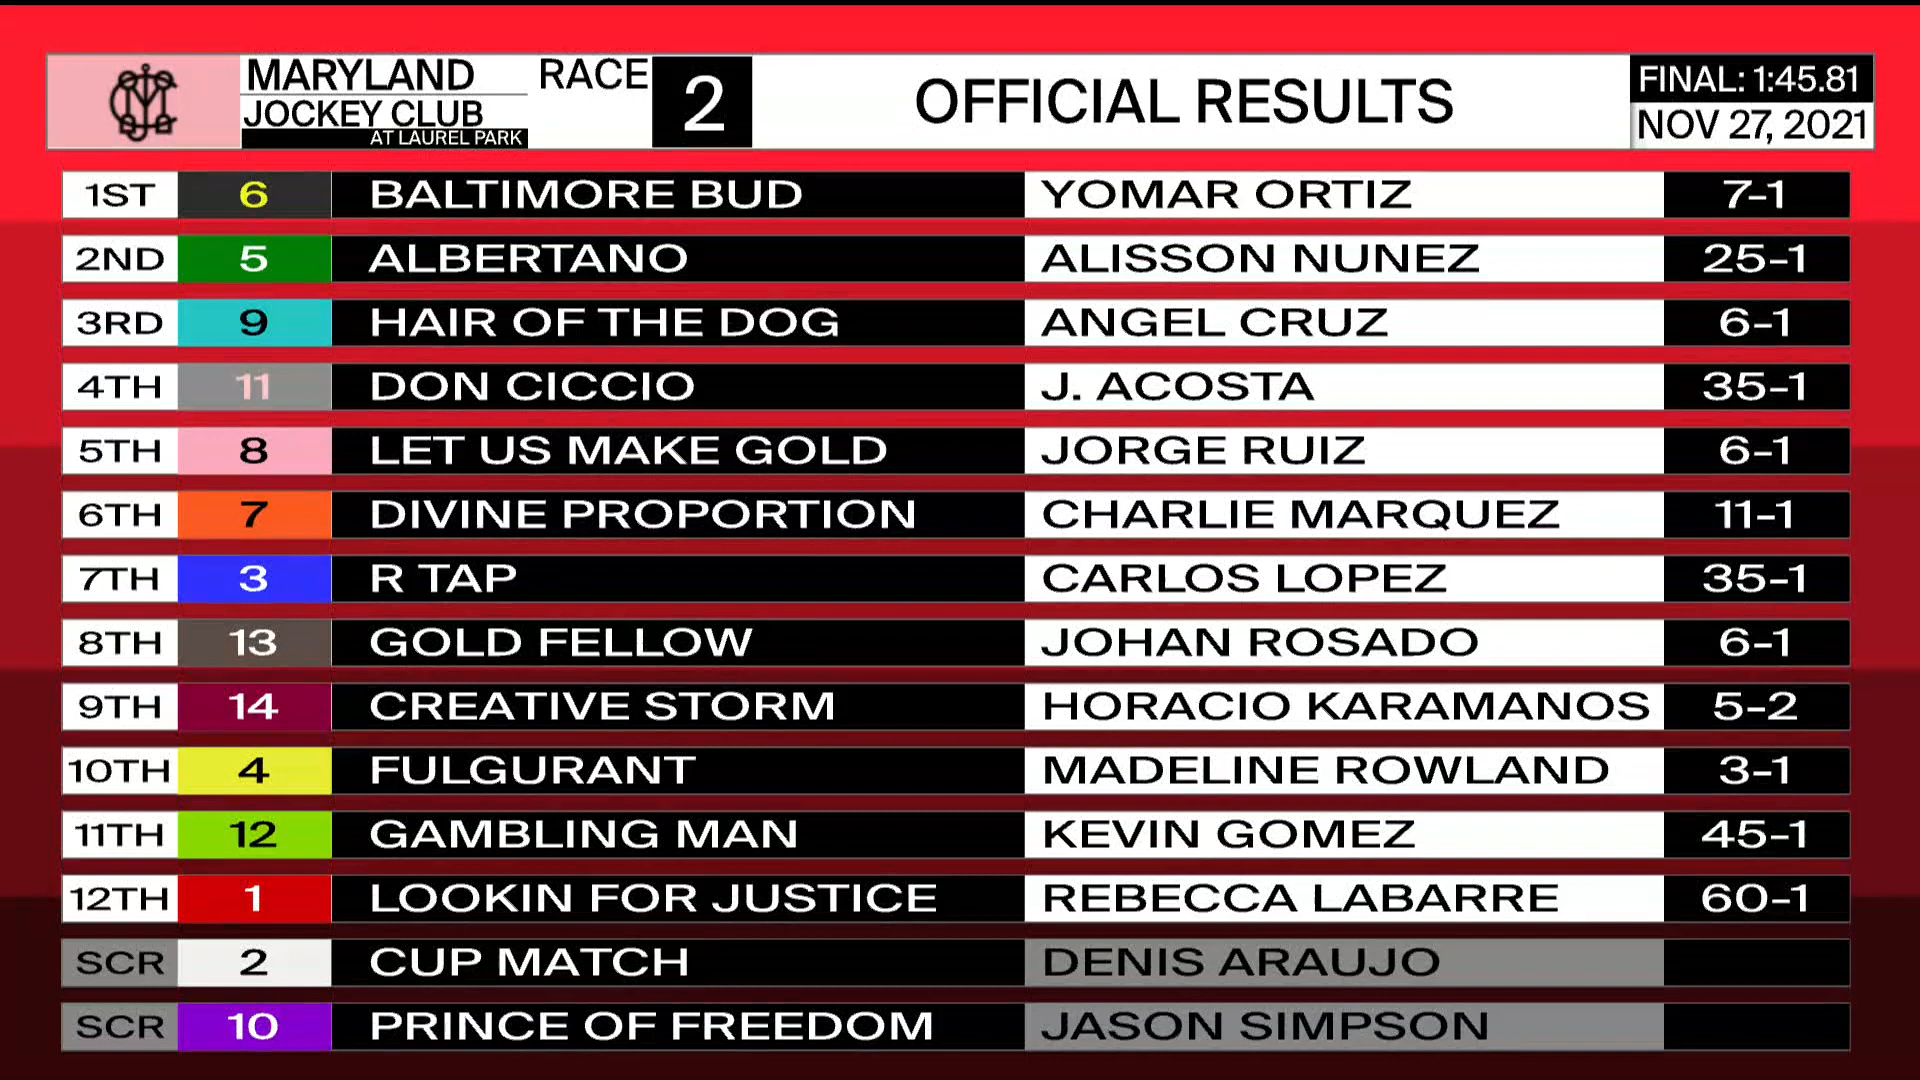 MARYLAND
JOCKEY CLUB
AT LAUREL PARK
RACE 2
OFFICIAL RESULTS
FINAL: 1:45.81
NOV 27, 2021
1ST 6 BALTIMORE BUD YOMAR ORTIZ 7-1
2ND 5 ALBERTANO ALISSON NUNEZ 25-1
3RD 9 HAIR OF THE DOG ANGEL CRUZ 6-1
4TH 11 DON CICCIO J. ACOSTA 35-1
5TH 8 LET US MAKE GOLD JORGE RUIZ 6-1
6TH 7 DIVINE PROPORTION CHARLIE MARQUEZ 11-1
7TH 3 R TAP CARLOS LOPEZ 35-1
8TH 13 GOLD FELLOW JOHAN ROSADO 6-1
9TH 14 CREATIVE STORM HORACIO KARAMANOS 5-2
10TH 4 FULGURANT MADELINE ROWLAND 3-1
11TH 12 GAMBLING MAN KEVIN GOMEZ 45-1
12TH 1 LOOKIN FOR JUSTICE REBECCA LABARRE 60-1
SCR 2 CUP MATCH DENIS ARAUJO
SCR 10 PRINCE OF FREEDOM JASON SIMPSON